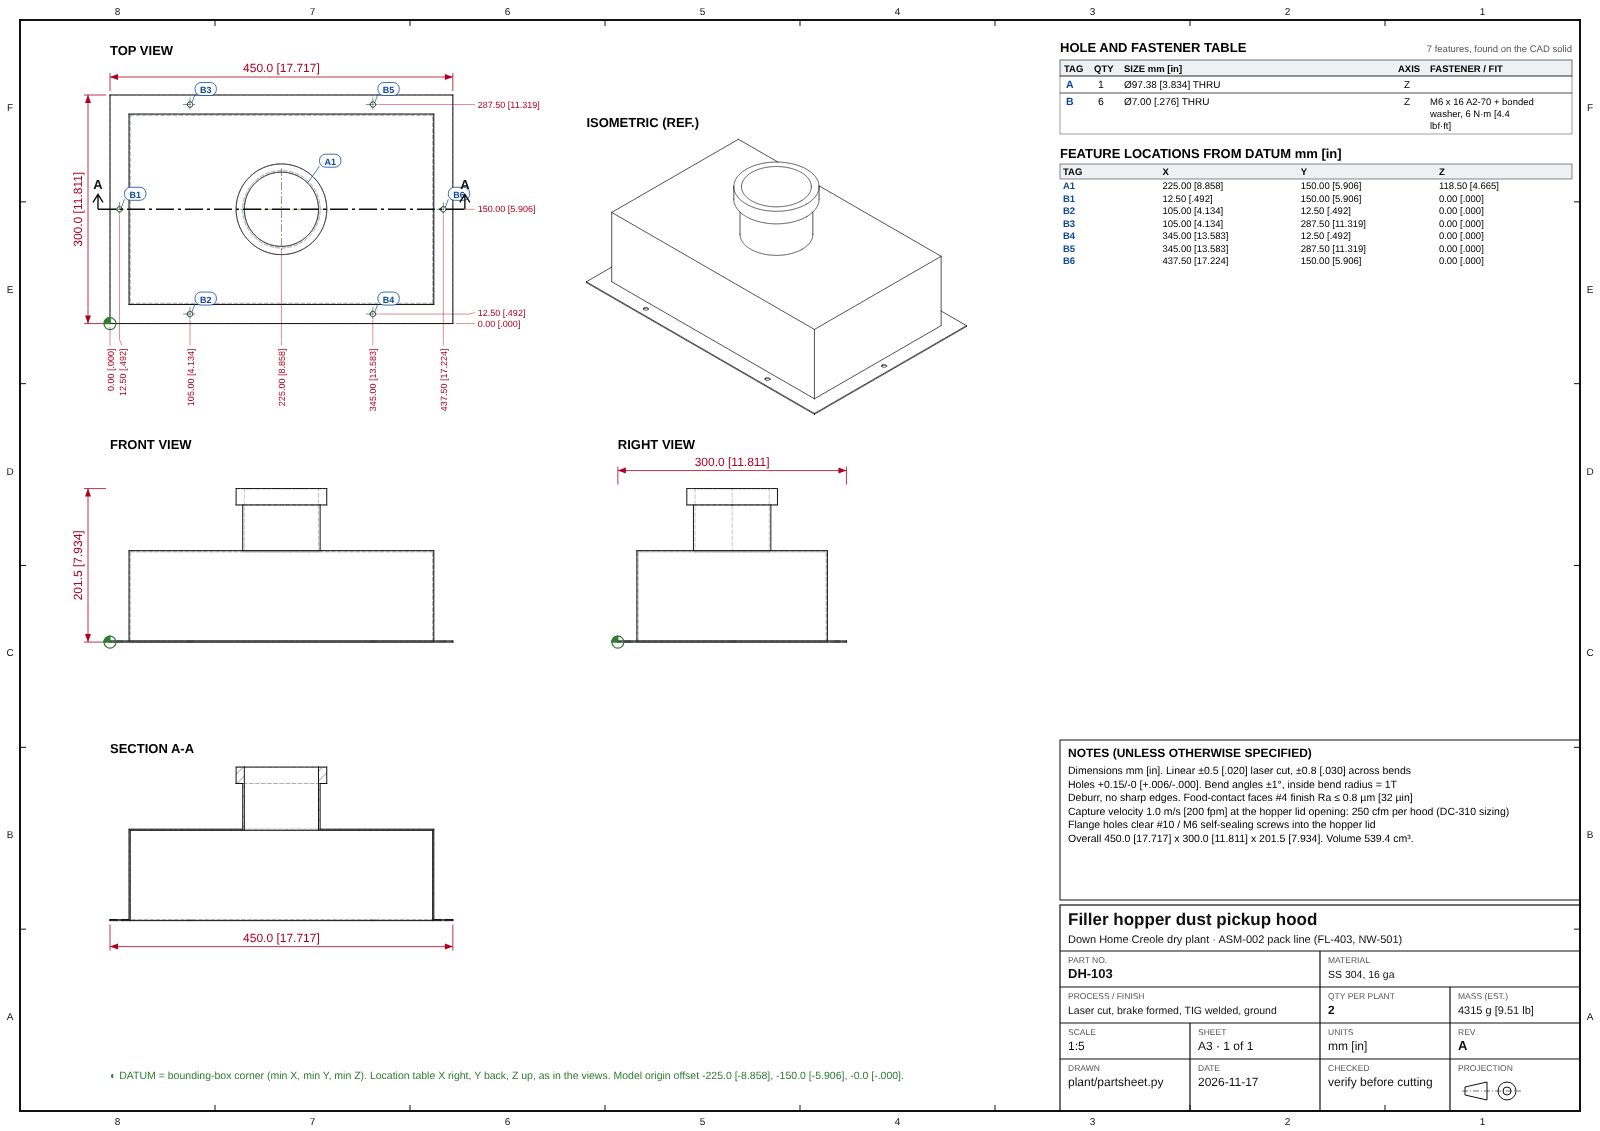 8 7 6 5 4 3 2 1
TOP VIEW
450.0 [17.717]
B3
B5
287.50 [11.319]
A1
A
A
B1
B6
300.0 [11.811]
150.00 [5.906]
B2
B4
12.50 [.492]
0.00 [.000]
0.00 [.000]
12.50 [.492]
105.00 [4.134]
225.00 [8.858]
345.00 [13.583]
437.50 [17.224]
ISOMETRIC (REF.)
HOLE AND FASTENER TABLE
7 features, found on the CAD solid
TAG QTY SIZE mm [in] AXIS FASTENER / FIT
A 1 Ø97.38 [3.834] THRU Z
B 6 Ø7.00 [.276] THRU Z M6 x 16 A2-70 + bonded
washer, 6 N·m [4.4
lbf·ft]
FEATURE LOCATIONS FROM DATUM mm [in]
TAG X Y Z
A1 225.00 [8.858] 150.00 [5.906] 118.50 [4.665]
B1 12.50 [.492] 150.00 [5.906] 0.00 [.000]
B2 105.00 [4.134] 12.50 [.492] 0.00 [.000]
B3 105.00 [4.134] 287.50 [11.319] 0.00 [.000]
B4 345.00 [13.583] 12.50 [.492] 0.00 [.000]
B5 345.00 [13.583] 287.50 [11.319] 0.00 [.000]
B6 437.50 [17.224] 150.00 [5.906] 0.00 [.000]
FRONT VIEW
201.5 [7.934]
RIGHT VIEW
300.0 [11.811]
SECTION A-A
450.0 [17.717]
NOTES (UNLESS OTHERWISE SPECIFIED)
Dimensions mm [in]. Linear ±0.5 [.020] laser cut, ±0.8 [.030] across bends
Holes +0.15/-0 [+.006/-.000]. Bend angles ±1°, inside bend radius = 1T
Deburr, no sharp edges. Food-contact faces #4 finish Ra ≤ 0.8 µm [32 µin]
Capture velocity 1.0 m/s [200 fpm] at the hopper lid opening: 250 cfm per hood (DC-310 sizing)
Flange holes clear #10 / M6 self-sealing screws into the hopper lid
Overall 450.0 [17.717] x 300.0 [11.811] x 201.5 [7.934]. Volume 539.4 cm³.
Filler hopper dust pickup hood
Down Home Creole dry plant · ASM-002 pack line (FL-403, NW-501)
PART NO.
DH-103
MATERIAL
SS 304, 16 ga
PROCESS / FINISH
Laser cut, brake formed, TIG welded, ground
QTY PER PLANT
2
MASS (EST.)
4315 g [9.51 lb]
SCALE
1:5
SHEET
A3 · 1 of 1
UNITS
mm [in]
REV
A
DRAWN
plant/partsheet.py
DATE
2026-11-17
CHECKED
verify before cutting
PROJECTION
DATUM = bounding-box corner (min X, min Y, min Z). Location table X right, Y back, Z up, as in the views. Model origin offset -225.0 [-8.858], -150.0 [-5.906], -0.0 [-.000].
F
E
D
C
B
A
F
E
D
C
B
A
8 7 6 5 4 3 2 1